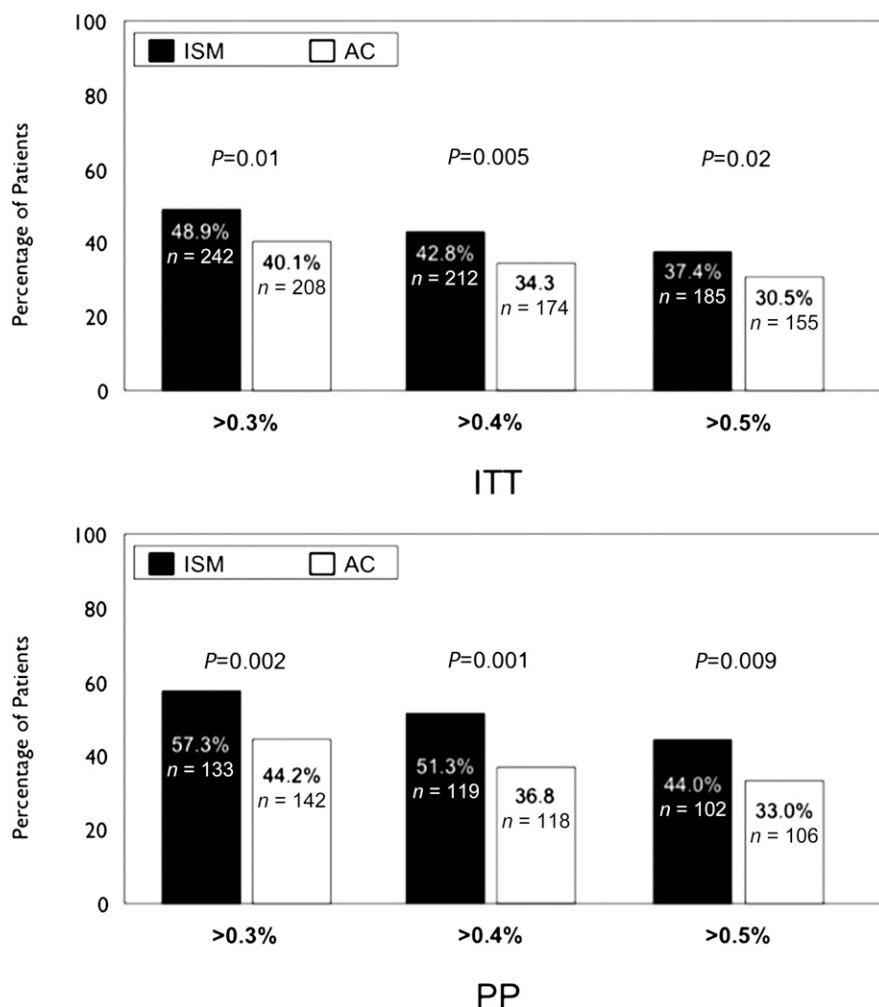 100
80
60
40
20
0
Percentage of Patients
ISM AC
P=0.01 P=0.005 P=0.02
48.9%
n = 242
40.1%
n = 208
42.8%
n = 212
34.3
n = 174
37.4%
n = 185
30.5%
n = 155
>0.3% >0.4% >0.5%
ITT
100
80
60
40
20
0
Percentage of Patients
ISM AC
P=0.002 P=0.001 P=0.009
57.3%
n = 133
44.2%
n = 142
51.3%
n = 119
36.8
n = 118
44.0%
n = 102
33.0%
n = 106
>0.3% >0.4% >0.5%
PP